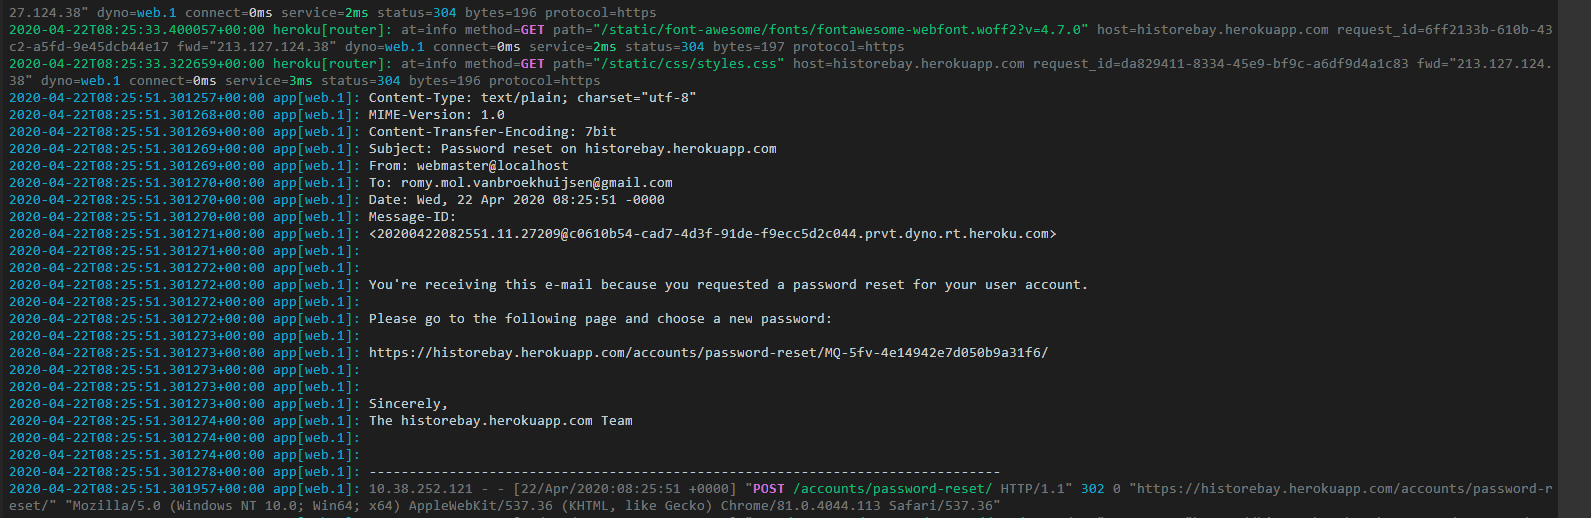 27.124.38" dyno=web.1 connect=0ms service=2ms status=304 bytes=196 protocol=https
2020-04-22T08:25:33.400057+00:00 heroku[router]: at=info method=GET path="/static/font-awesome/fonts/fontawesome-webfont.woff2?v=4.7.0" host=historebay.herokuapp.com request_id=6ff2133b-610b-43
c2-a5fd-9e45dcb44e17 fwd="213.127.124.38" dyno=web.1 connect=0ms service=2ms status=304 bytes=197 protocol=https
2020-04-22T08:25:33.322659+00:00 heroku[router]: at=info method=GET path="/static/css/styles.css" host=historebay.herokuapp.com request_id=da829411-8334-45e9-bf9c-a6df9d4a1c83 fwd="213.127.124.
38" dyno=web.1 connect=0ms service=3ms status=304 bytes=196 protocol=https
2020-04-22T08:25:51.301257+00:00 app[web.1]: Content-Type: text/plain; charset="utf-8"
2020-04-22T08:25:51.301268+00:00 app[web.1]: MIME-Version: 1.0
2020-04-22T08:25:51.301269+00:00 app[web.1]: Content-Transfer-Encoding: 7bit
2020-04-22T08:25:51.301269+00:00 app[web.1]: Subject: Password reset on historebay.herokuapp.com
2020-04-22T08:25:51.301269+00:00 app[web.1]: From: webmaster@localhost
2020-04-22T08:25:51.301270+00:00 app[web.1]: To: romy.mol.vanbroekhuijsen@gmail.com
2020-04-22T08:25:51.301270+00:00 app[web.1]: Date: Wed, 22 Apr 2020 08:25:51 -0000
2020-04-22T08:25:51.301270+00:00 app[web.1]: Message-ID:
2020-04-22T08:25:51.301271+00:00 app[web.1]: <20200422082551.11.27209@c0610b54-cad7-4d3f-91de-f9ecc5d2c044.prvt.dyno.rt.heroku.com>
2020-04-22T08:25:51.301271+00:00 app[web.1]:
2020-04-22T08:25:51.301272+00:00 app[web.1]:
2020-04-22T08:25:51.301272+00:00 app[web.1]: You're receiving this e-mail because you requested a password reset for your user account.
2020-04-22T08:25:51.301272+00:00 app[web.1]:
2020-04-22T08:25:51.301272+00:00 app[web.1]: Please go to the following page and choose a new password:
2020-04-22T08:25:51.301273+00:00 app[web.1]:
2020-04-22T08:25:51.301273+00:00 app[web.1]: https://historebay.herokuapp.com/accounts/password-reset/MQ-5fv-4e14942e7d050b9a31f6/
2020-04-22T08:25:51.301273+00:00 app[web.1]:
2020-04-22T08:25:51.301273+00:00 app[web.1]:
2020-04-22T08:25:51.301273+00:00 app[web.1]: Sincerely,
2020-04-22T08:25:51.301274+00:00 app[web.1]: The historebay.herokuapp.com Team
2020-04-22T08:25:51.301274+00:00 app[web.1]:
2020-04-22T08:25:51.301274+00:00 app[web.1]:
2020-04-22T08:25:51.301278+00:00 app[web.1]: -------------------------------------------------------------------------------
2020-04-22T08:25:51.301957+00:00 app[web.1]: 10.38.252.121 - - [22/Apr/2020:08:25:51 +0000] "POST /accounts/password-reset/ HTTP/1.1" 302 0 "https://historebay.herokuapp.com/accounts/password-r
eset/" "Mozilla/5.0 (Windows NT 10.0; Win64; x64) AppleWebKit/537.36 (KHTML, like Gecko) Chrome/81.0.4044.113 Safari/537.36"